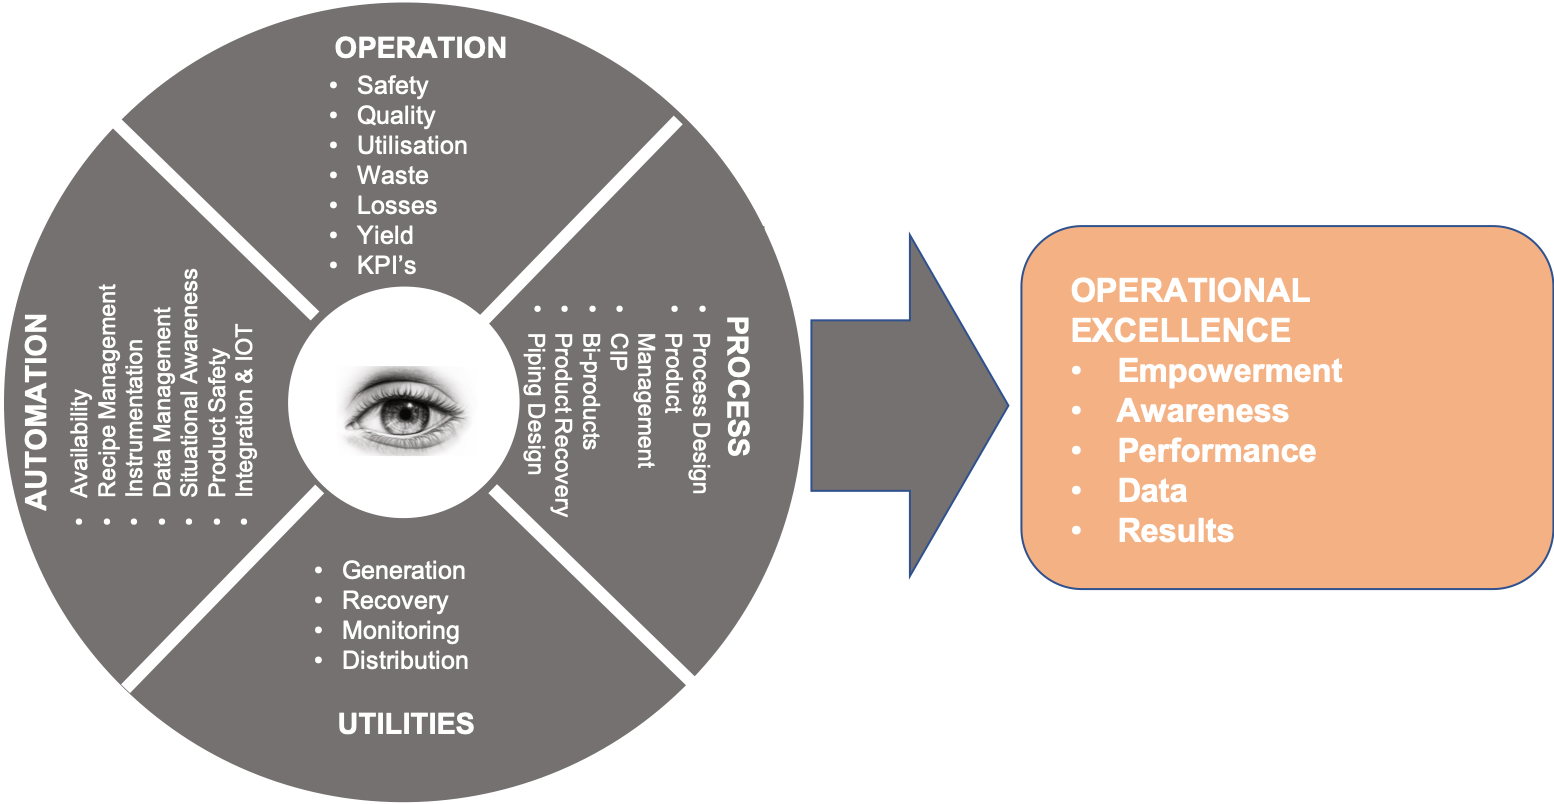 OPERATION
• Safety
• Quality
• Utilisation
• Waste
• Losses
• Yield
• KPI's
PROCESS
• Process Design
• Product
Management
• CIP
• Bi-products
• Product Recovery
• Piping Design
• Generation
• Recovery
• Monitoring
• Distribution
UTILITIES
AUTOMATION
• Availability
• Recipe Management
• Instrumentation
• Data Management
• Situational Awareness
• Product Safety
• Integration & IOT
OPERATIONAL
EXCELLENCE
• Empowerment
• Awareness
• Performance
• Data
• Results